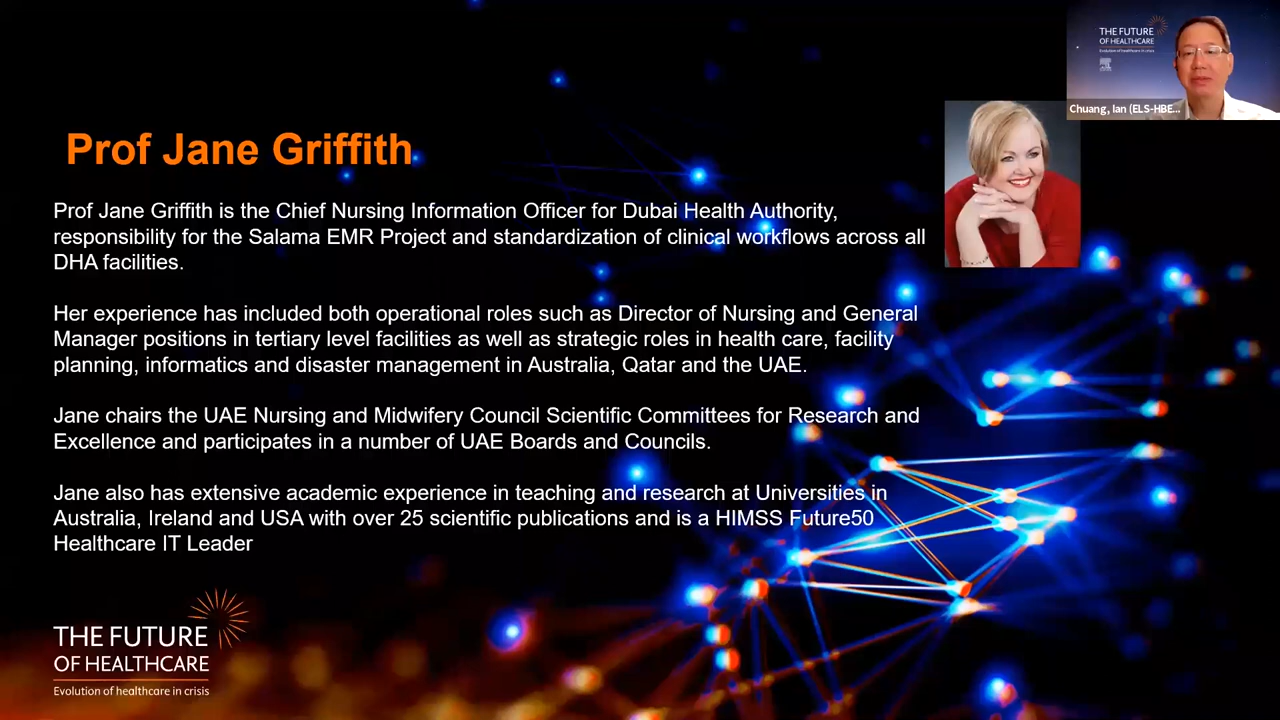 THE FUTURE
OF HEALTHCARE
Evolution of healthcare in crisis
Chuang, Ian (ELS-HBE...
Prof Jane Griffith
Prof Jane Griffith is the Chief Nursing Information Officer for Dubai Health Authority,
responsibility for the Salama EMR Project and standardization of clinical workflows across all
DHA facilities.
Her experience has included both operational roles such as Director of Nursing and General
Manager positions in tertiary level facilities as well as strategic roles in health care, facility
planning, informatics and disaster management in Australia, Qatar and the UAE.
Jane chairs the UAE Nursing and Midwifery Council Scientific Committees for Research and
Excellence and participates in a number of UAE Boards and Councils.
Jane also has extensive academic experience in teaching and research at Universities in
Australia, Ireland and USA with over 25 scientific publications and is a HIMSS Future50
Healthcare IT Leader
THE FUTURE
OF HEALTHCARE
Evolution of healthcare in crisis